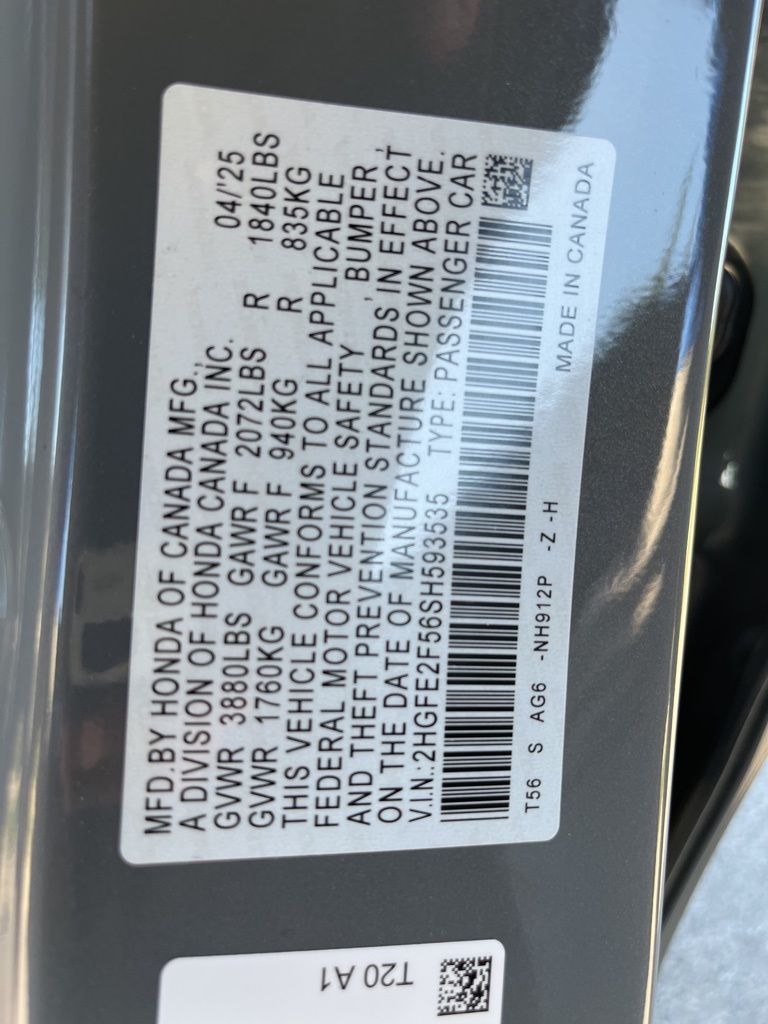 MFD.BY HONDA OF CANADA MFG.,
A DIVISION OF HONDA CANADA INC. 04/'25
GVWR 3880LBS GAWR F 2072LBS R 1840LBS
GVWR 1760KG GAWR F 940KG R 835KG
THIS VEHICLE CONFORMS TO ALL APPLICABLE
FEDERAL MOTOR VEHICLE SAFETY, BUMPER,
AND THEFT PREVENTION STANDARDS, IN EFFECT
ON THE DATE OF MANUFACTURE SHOWN ABOVE.
V.I.N.:2HGFE2F56SH593535 TYPE: PASSENGER CAR
T56 S AG6 -NH912P -Z -H
MADE IN CANADA
T20 A1